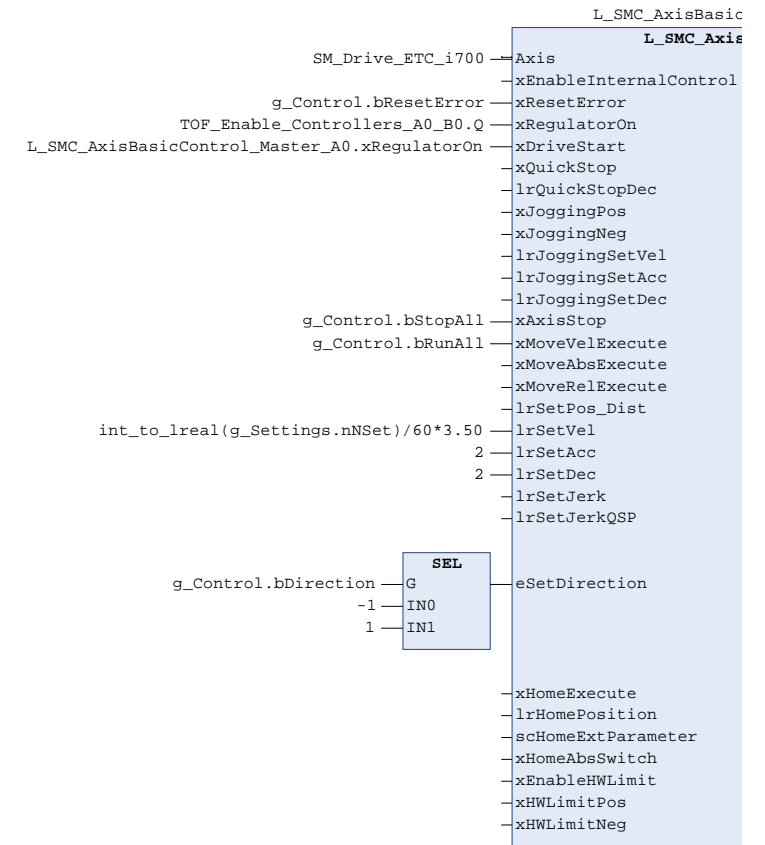 L_SMC_AxisBasic
L_SMC_Axis
SM_Drive_ETC_i700 Axis
xEnableInternalControl
g_Control.bResetError xResetError
TOF_Enable_Controllers_A0_B0.Q xRegulatorOn
L_SMC_AxisBasicControl_Master_A0.xRegulatorOn xDriveStart
xQuickStop
lrQuickStopDec
xJoggingPos
xJoggingNeg
lrJoggingSetVel
lrJoggingSetAcc
lrJoggingSetDec
g_Control.bStopAll xAxisStop
g_Control.bRunAll xMoveVelExecute
xMoveAbsExecute
xMoveRelExecute
lrSetPos_Dist
int_to_lreal(g_Settings.nNSet)/60*3.50 lrSetVel
2 lrSetAcc
2 lrSetDec
lrSetJerk
lrSetJerkQSP
SEL
g_Control.bDirection G eSetDirection
-1 IN0
1 IN1
xHomeExecute
lrHomePosition
scHomeExtParameter
xHomeAbsSwitch
xEnableHWLimit
xHWLimitPos
xHWLimitNeg